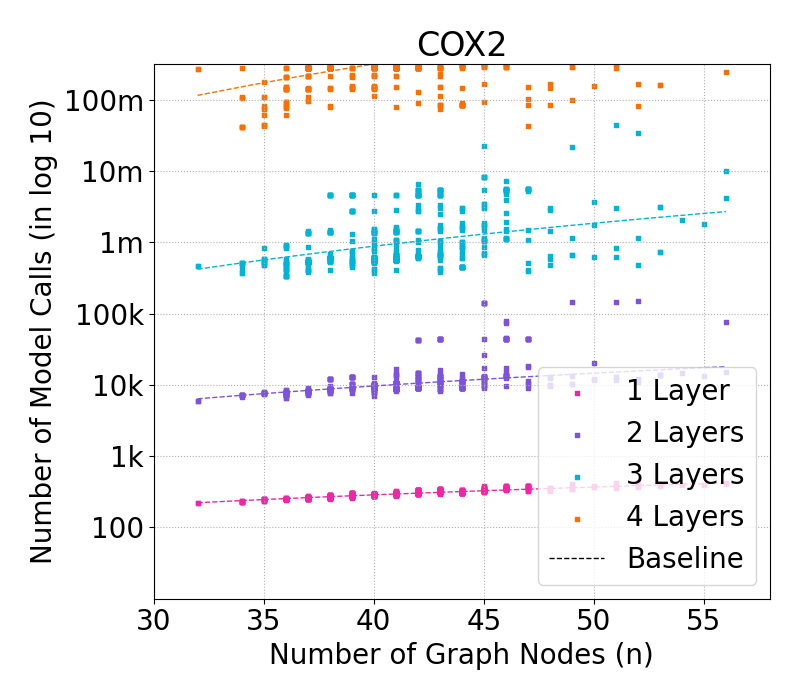 COX2
Number of Model Calls (in log 10)
100m
10m
1m
100k
10k
1k
100
30 35 40 45 50 55
Number of Graph Nodes (n)
1 Layer
2 Layers
3 Layers
4 Layers
Baseline